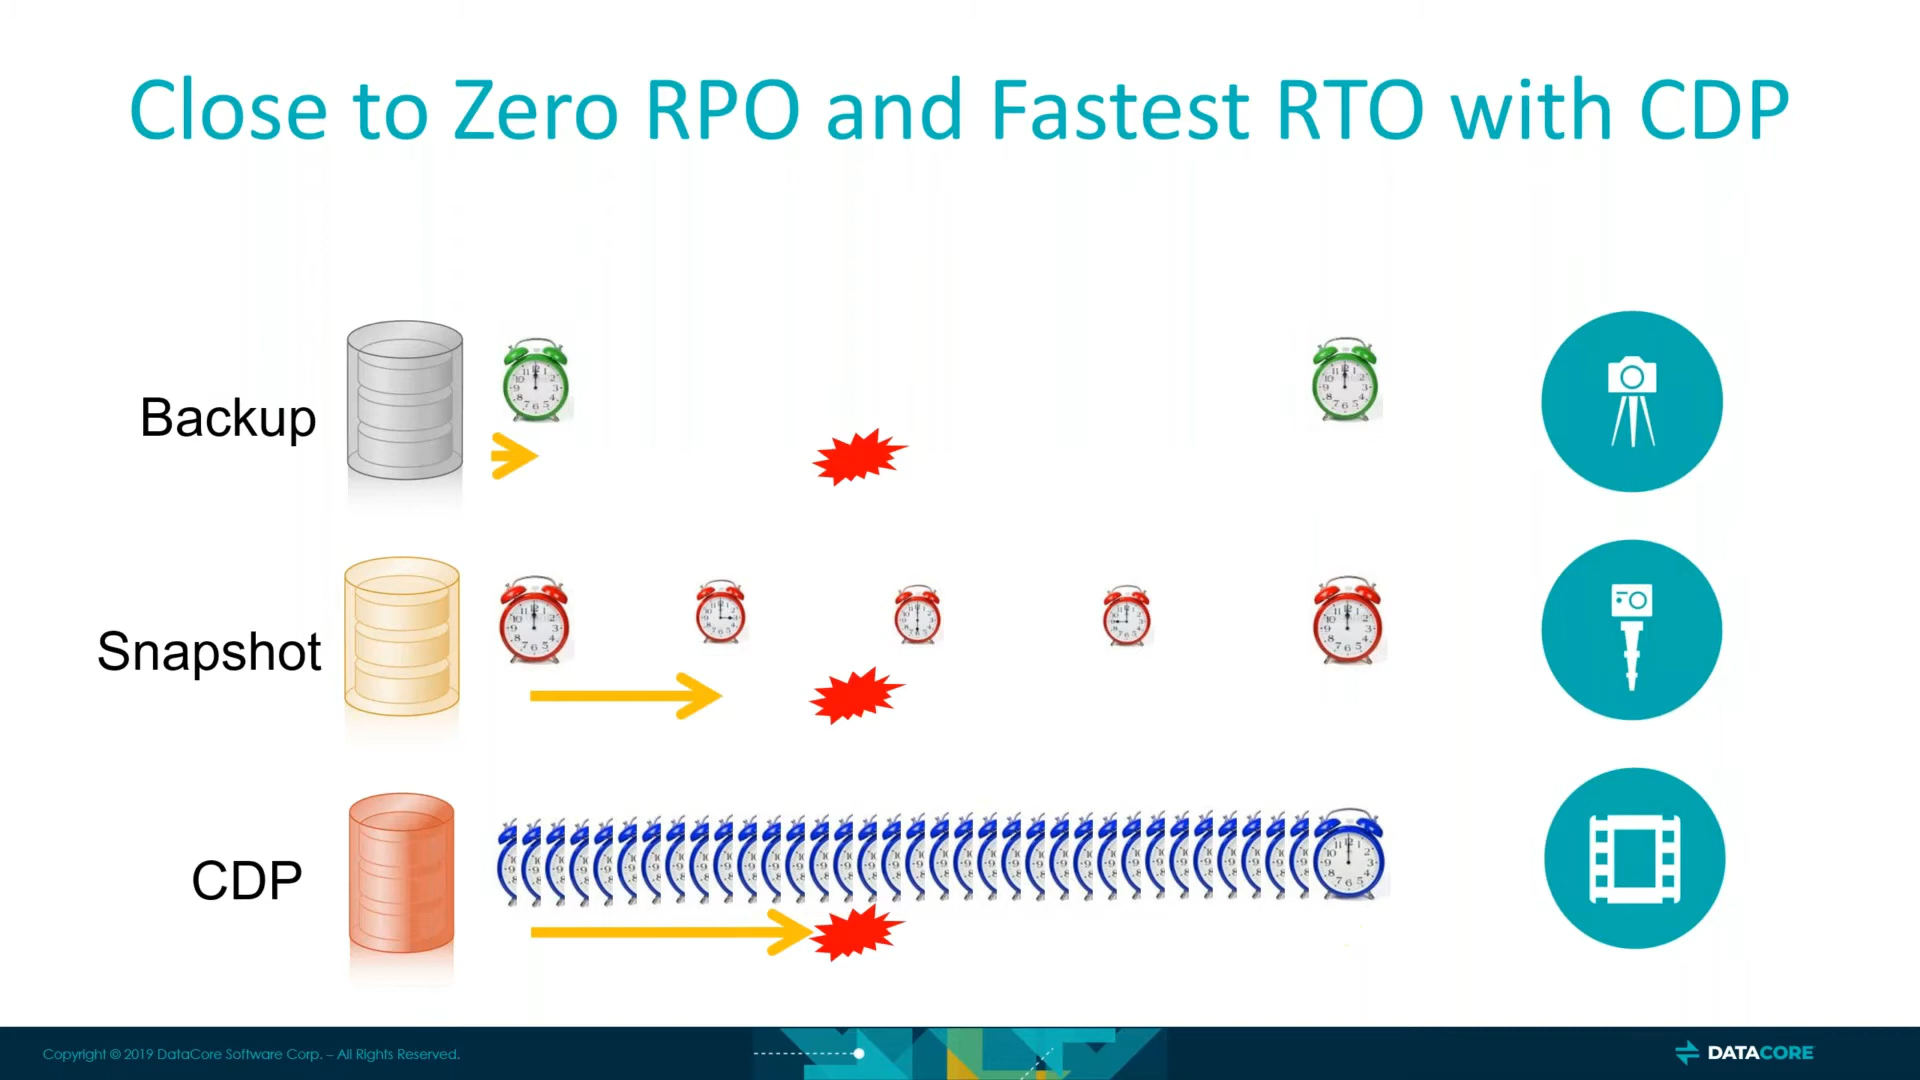 Close to Zero RPO and Fastest RTO with CDP
Backup
Snapshot
CDP
Copyright © 2019 DataCore Software Corp. – All Rights Reserved.
DATACORE